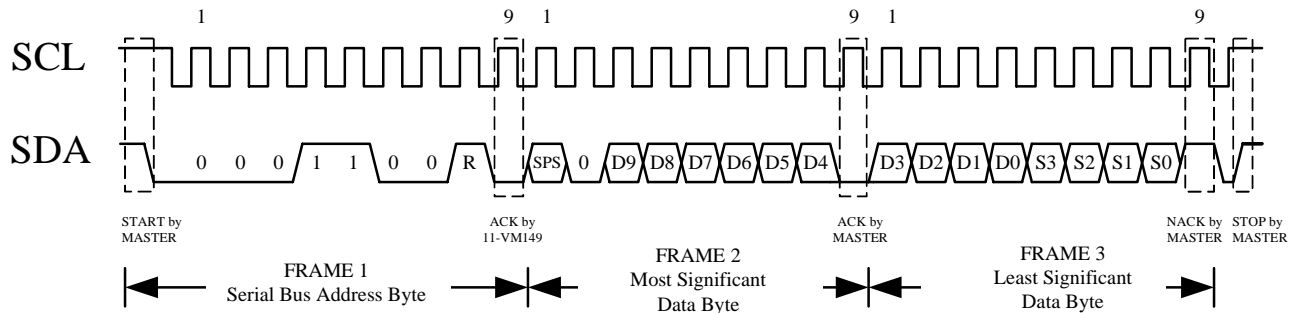 1 9 1 9 1 9
SCL
SDA
0 0 0 1 1 0 0 R SPS 0 D9 D8 D7 D6 D5 D4 D3 D2 D1 D0 S3 S2 S1 S0
START by
MASTER
ACK by
11-VM149
ACK by
MASTER
NACK by
MASTER
STOP by
MASTER
FRAME 1
Serial Bus Address Byte
FRAME 2
Most Significant
Data Byte
FRAME 3
Least Significant
Data Byte